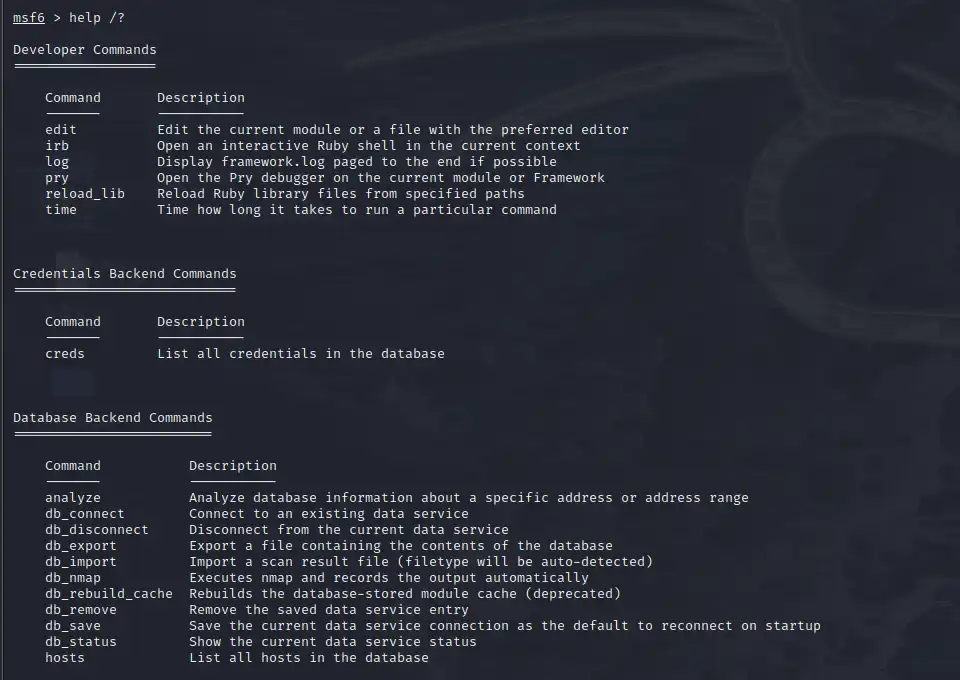 msf6 > help /?
Developer Commands
Command Description
edit Edit the current module or a file with the preferred editor
irb Open an interactive Ruby shell in the current context
log Display framework.log paged to the end if possible
pry Open the Pry debugger on the current module or Framework
reload_lib Reload Ruby library files from specified paths
time Time how long it takes to run a particular command
Credentials Backend Commands
Command Description
creds List all credentials in the database
Database Backend Commands
Command Description
analyze Analyze database information about a specific address or address range
db_connect Connect to an existing data service
db_disconnect Disconnect from the current data service
db_export Export a file containing the contents of the database
db_import Import a scan result file (filetype will be auto-detected)
db_nmap Executes nmap and records the output automatically
db_rebuild_cache Rebuilds the database-stored module cache (deprecated)
db_remove Remove the saved data service entry
db_save Save the current data service connection as the default to reconnect on startup
db_status Show the current data service status
hosts List all hosts in the database